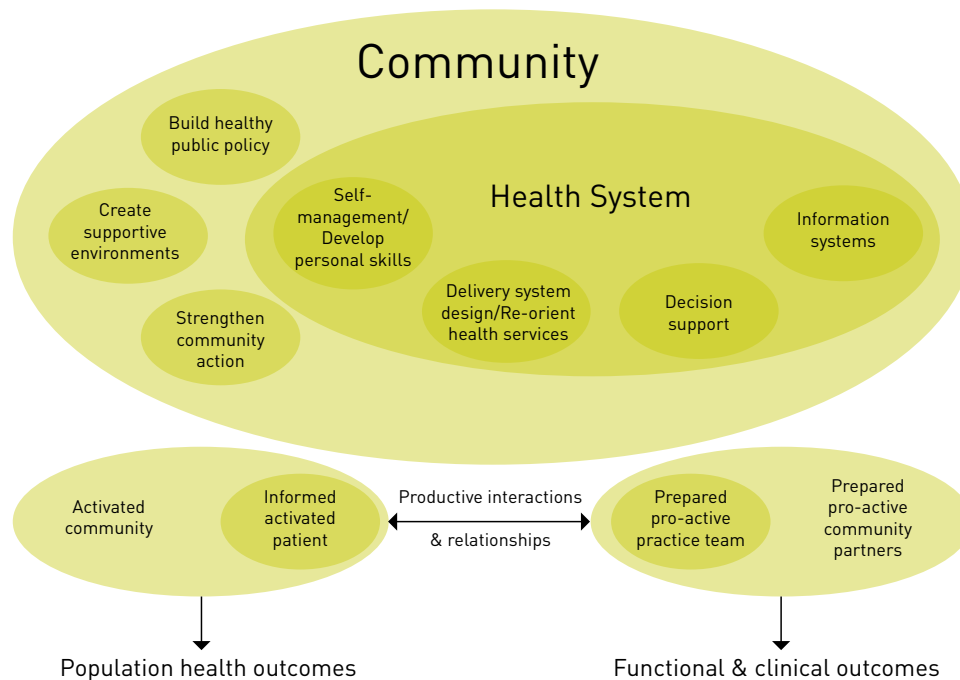 Community
Build healthy
public policy
Create
supportive
environments
Strengthen
community
action
Health System
Self-
management/
Develop
personal skills
Delivery system
design/Re-orient
health services
Decision
support
Information
systems
Activated
community
Informed
activated
patient
Productive interactions
& relationships
Prepared
pro-active
practice team
Prepared
pro-active
community
partners
Population health outcomes
Functional & clinical outcomes